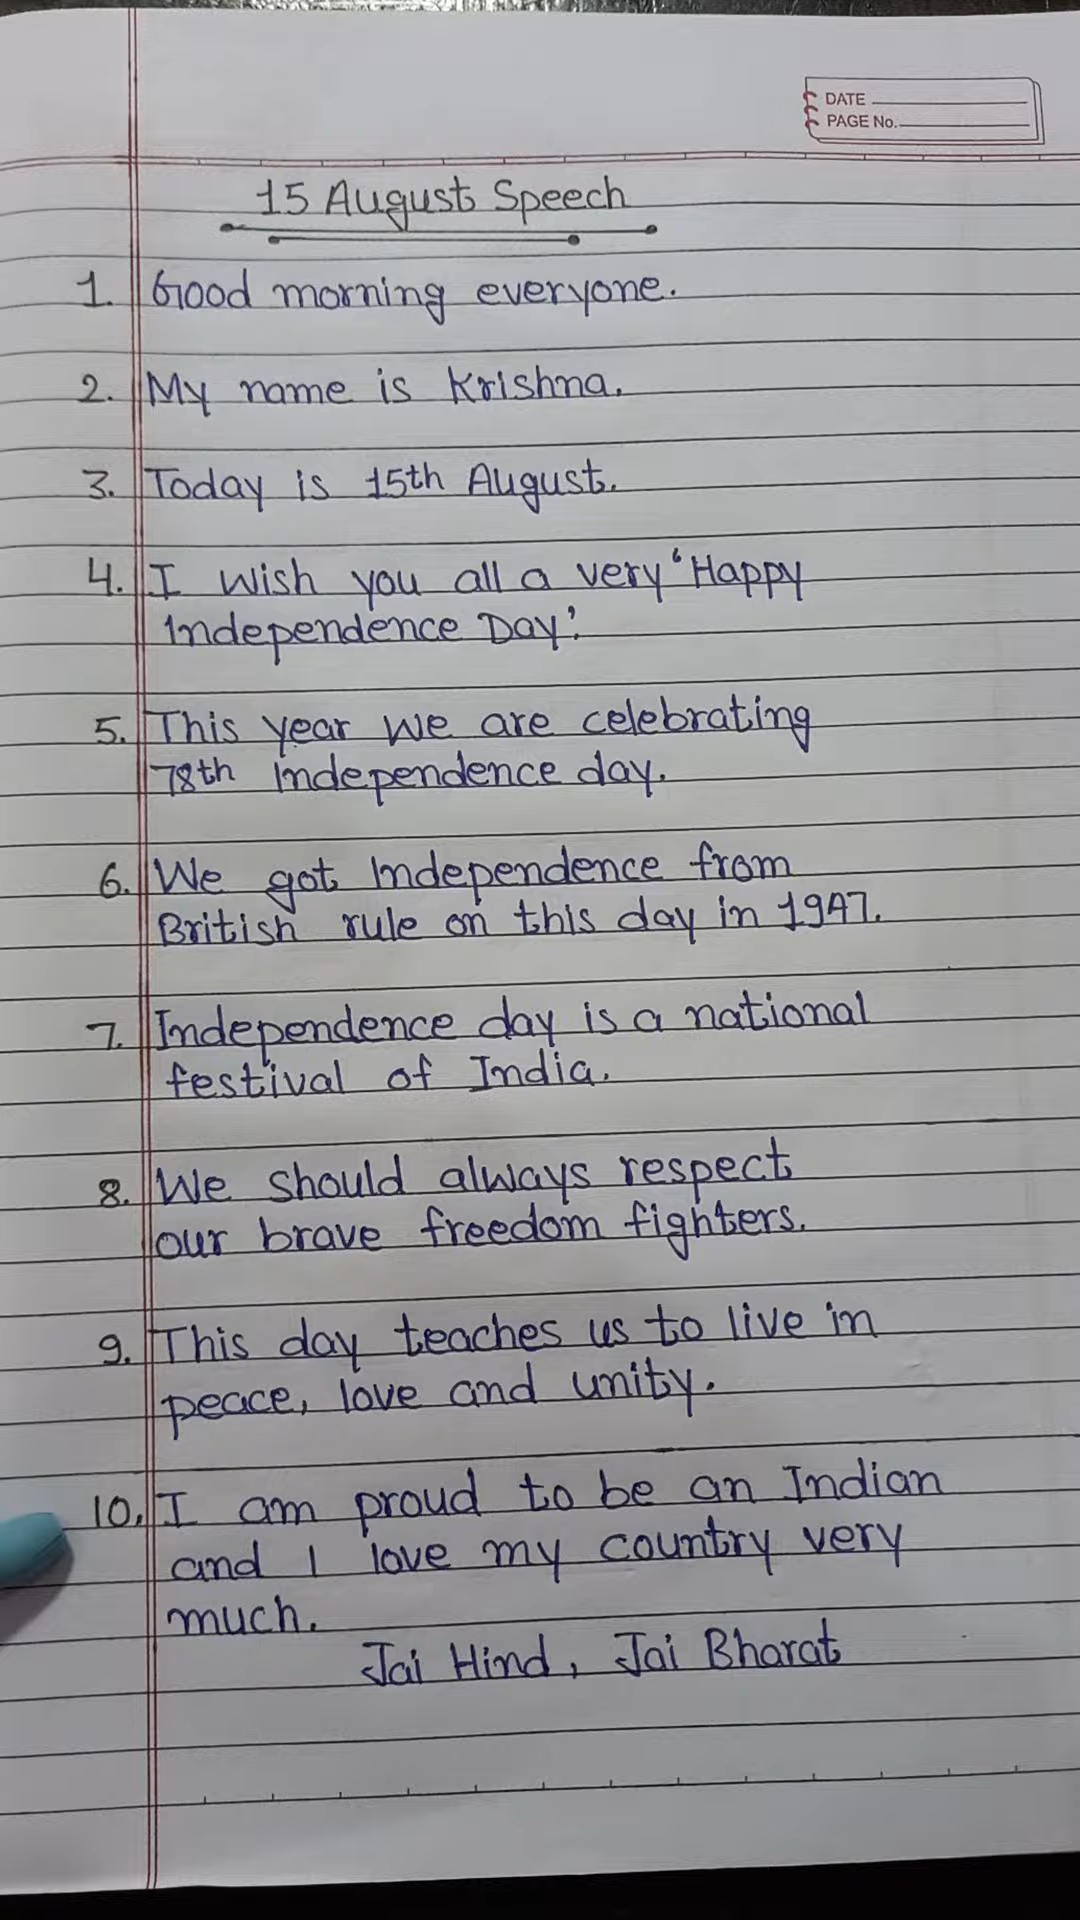 DATE
PAGE No.
15 August Speech
1. Good morning everyone.
2. My name is Krishna.
3. Today is 15th August.
4. I wish you all a very 'Happy
Independence Day'.
5. This year we are celebrating
78th Independence day.
6. We got Independence from
British rule on this day in 1947.
7. Independence day is a national
festival of India.
8. We should always respect
our brave freedom fighters.
9. This day teaches us to live in
peace, love and unity.
10. I am proud to be an Indian
and I love my country very
much.
Jai Hind, Jai Bharat